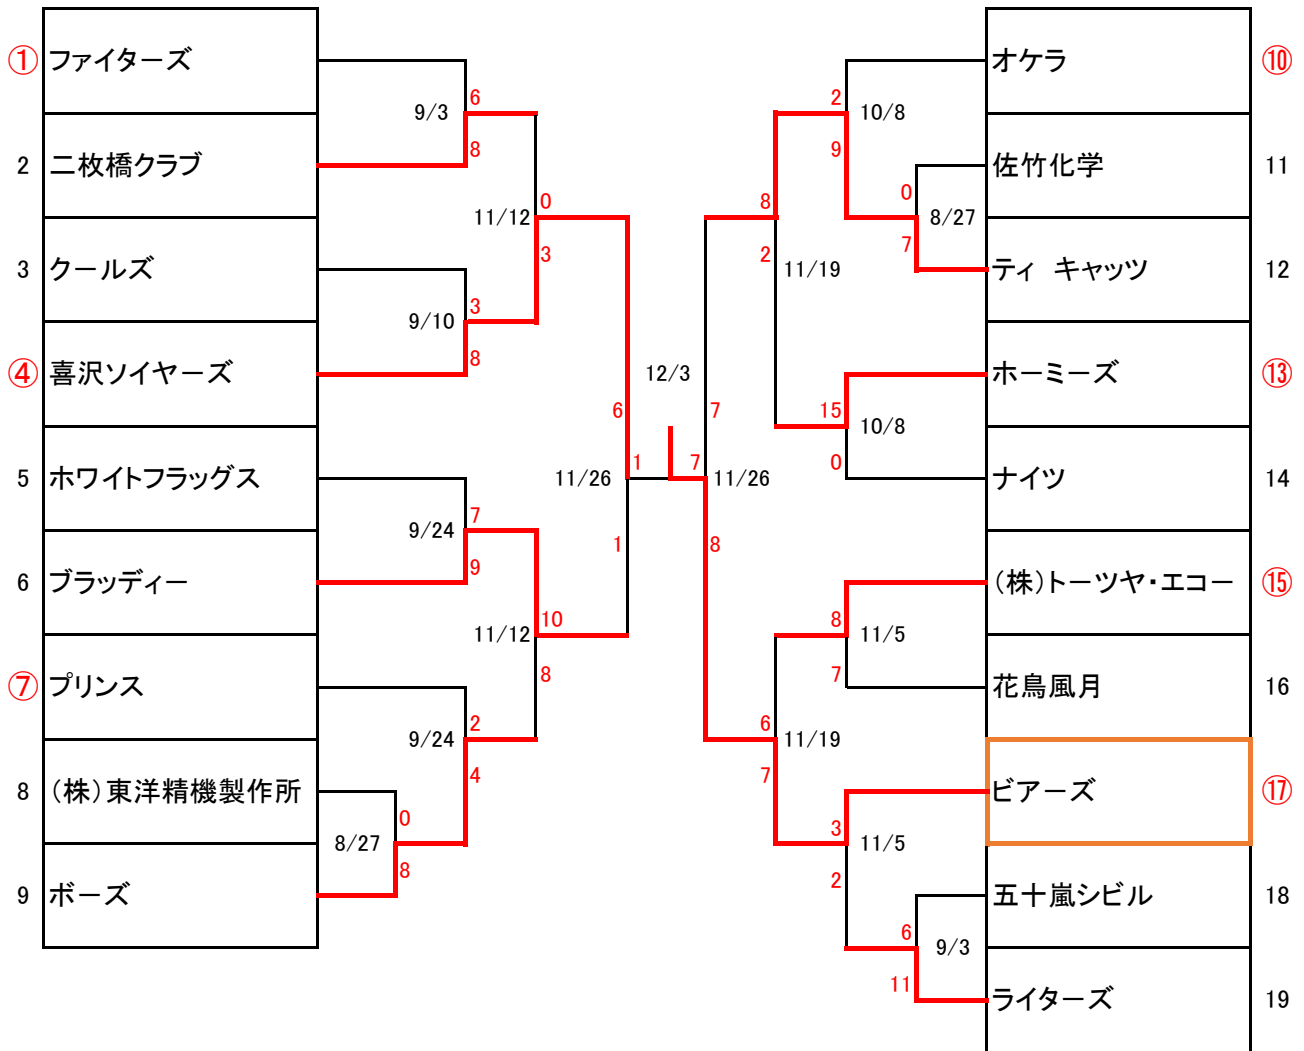 ① ファイターズ
9/3
6
8
2 二枚橋クラブ
11/12
0
3
3 クールズ
9/10
3
8
④ 喜沢ソイヤーズ
6
1
11/26
1
5 ホワイトフラッグス
9/24
7
9
6 ブラッディー
11/12
10
8
⑦ プリンス
9/24
2
4
8 (株)東洋精機製作所
8/27
0
8
9 ボーズ
12/3
オケラ ⑩
2
10/8
9
佐竹化学 11
0
8/27
7
ティ キャッツ 12
8
11/19
2
ホーミーズ ⑬
15
10/8
0
ナイツ 14
7
7
11/26
8
(株)トーツヤ・エコー ⑮
8
11/5
7
花鳥風月 16
6
11/19
7
ビアーズ ⑰
3
11/5
2
五十嵐シビル 18
6
9/3
11
ライターズ 19